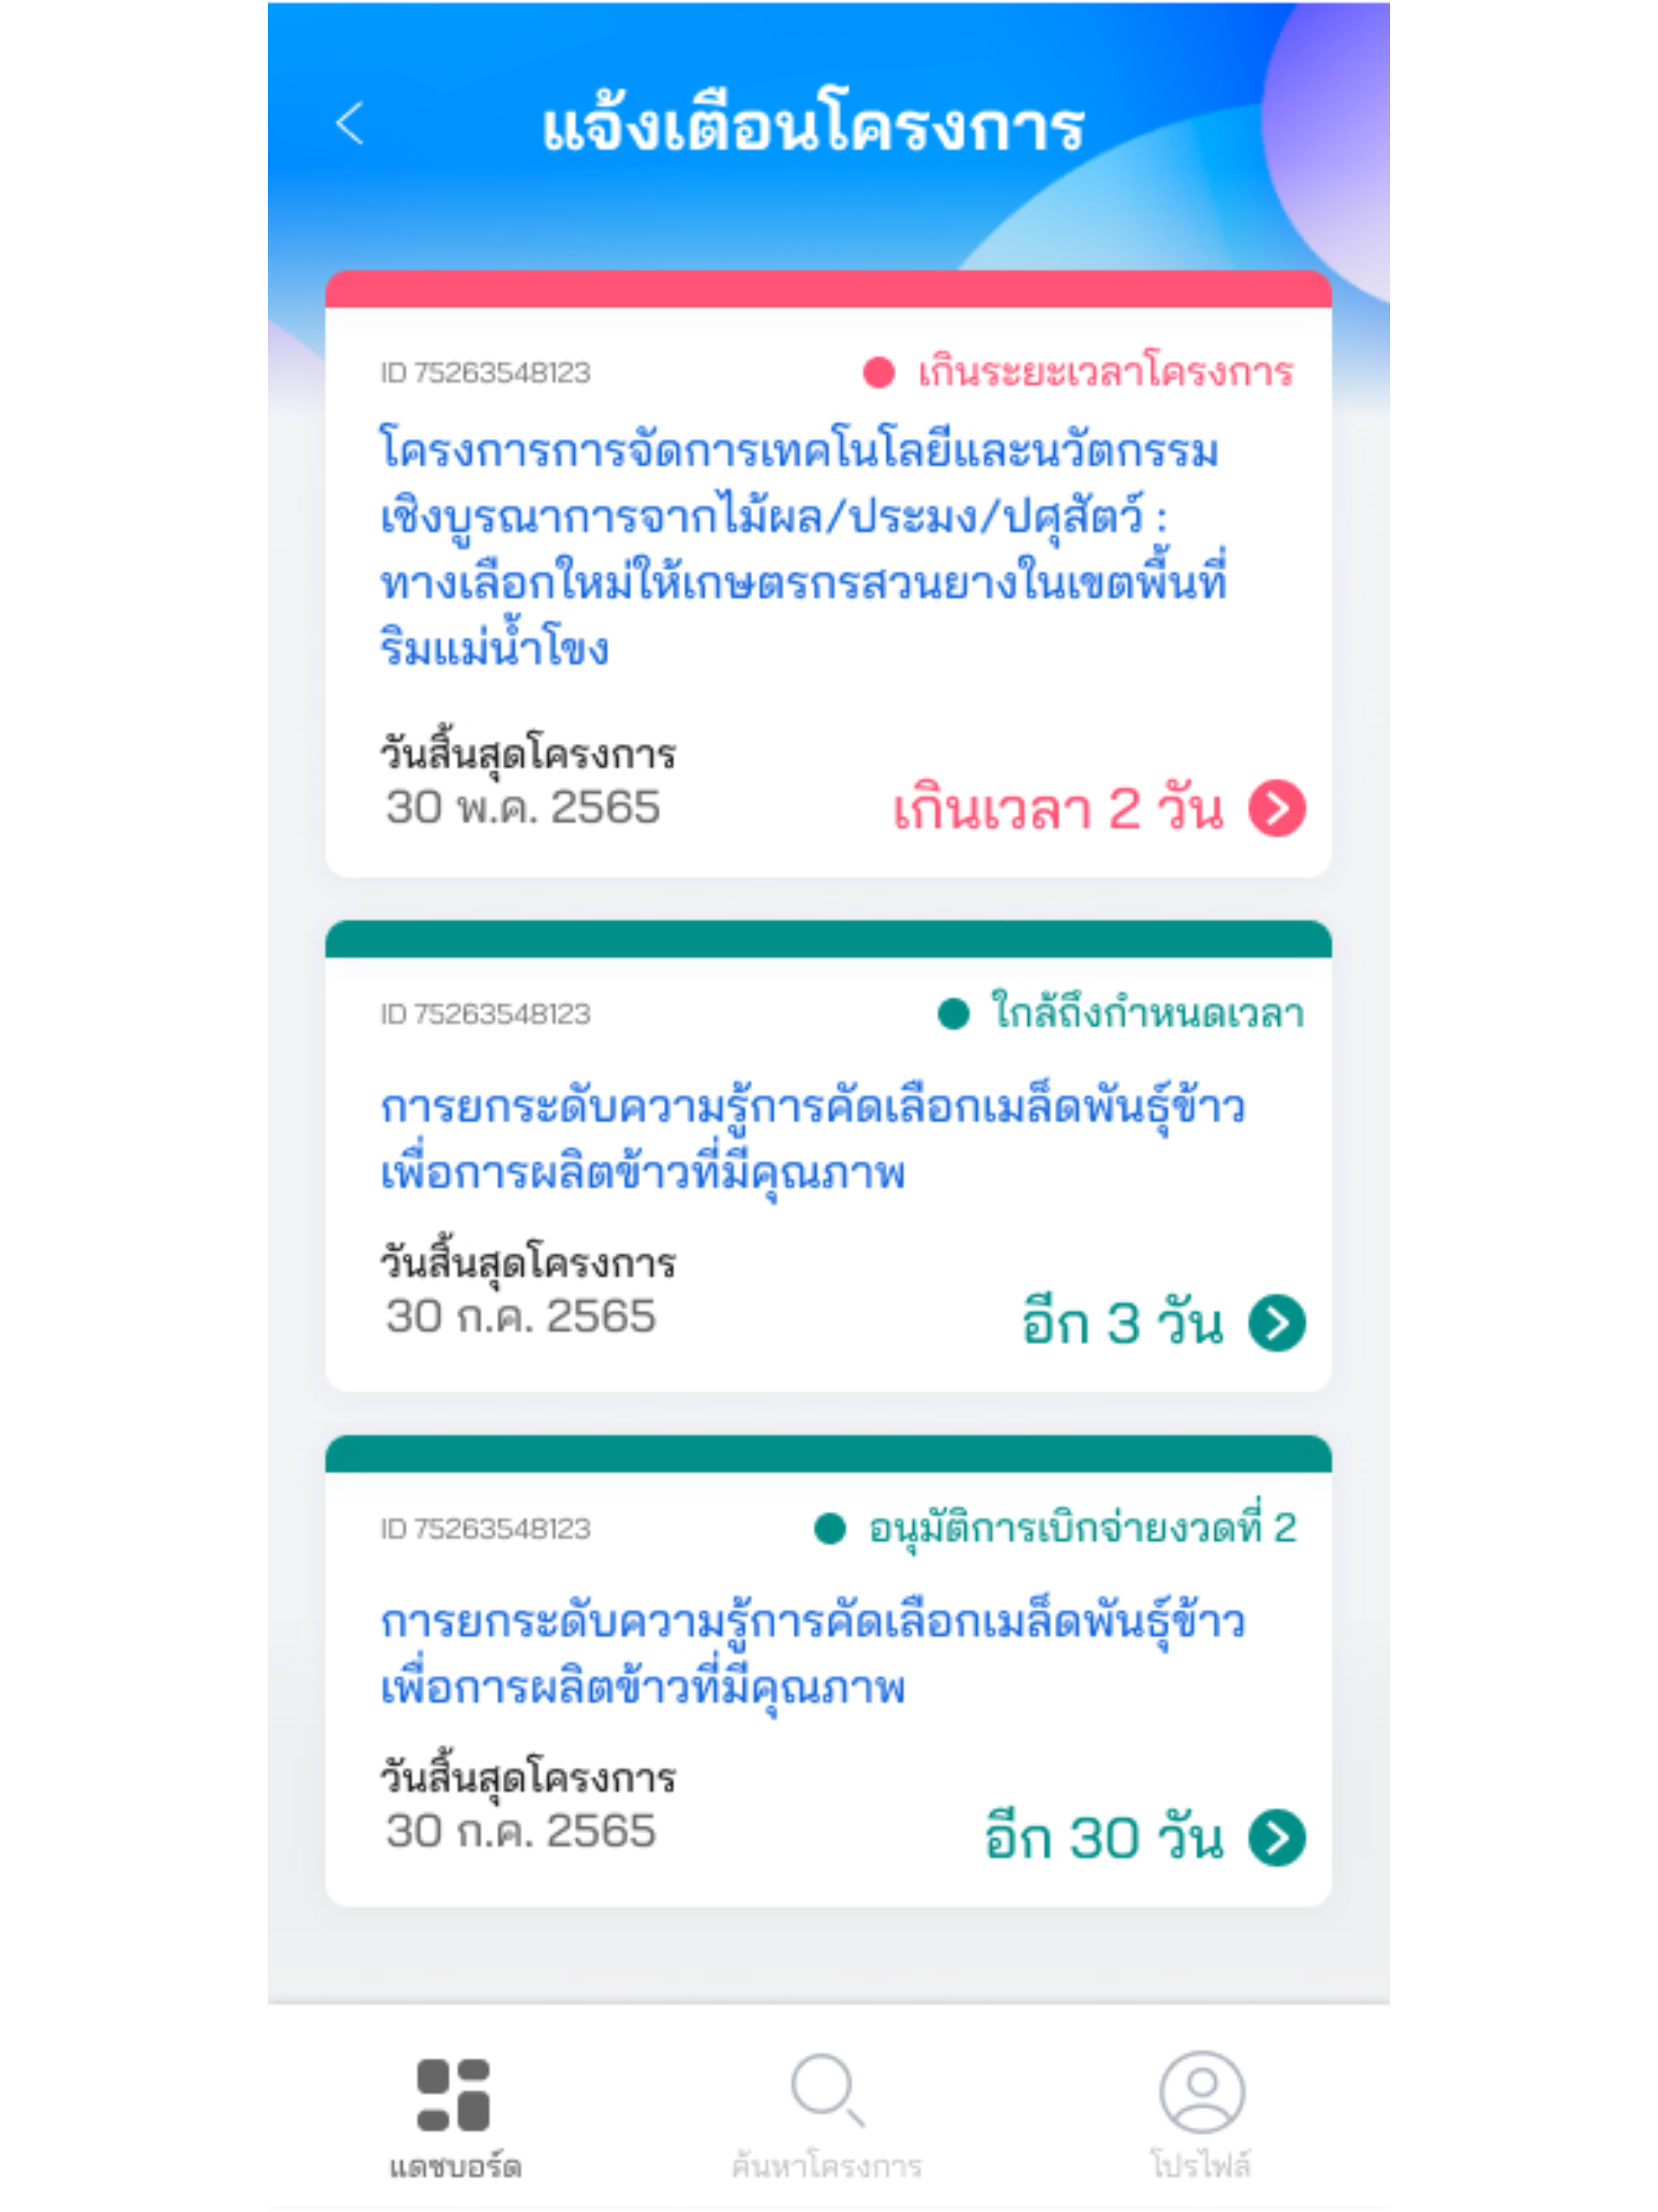 แจ้งเตือนโครงการ
ID 75263548123
เกินระยะเวลาโครงการ
โครงการการจัดการเทคโนโลยีและนวัตกรรม
เชิงบูรณาการจากไม้ผล/ประมง/ปศุสัตว์ :
ทางเลือกใหม่ให้เกษตรกรสวนยางในเขตพื้นที่
ริมแม่น้ำโขง
วันสิ้นสุดโครงการ
30 พ.ค. 2565
เกินเวลา 2 วัน
ID 75263548123
ใกล้ถึงกำหนดเวลา
การยกระดับความรู้การคัดเลือกเมล็ดพันธุ์ข้าว
เพื่อการผลิตข้าวที่มีคุณภาพ
วันสิ้นสุดโครงการ
30 ก.ค. 2565
อีก 3 วัน
ID 75263548123
อนุมัติการเบิกจ่ายงวดที่ 2
การยกระดับความรู้การคัดเลือกเมล็ดพันธุ์ข้าว
เพื่อการผลิตข้าวที่มีคุณภาพ
วันสิ้นสุดโครงการ
30 ก.ค. 2565
อีก 30 วัน
แดชบอร์ด
ค้นหาโครงการ
โปรไฟล์